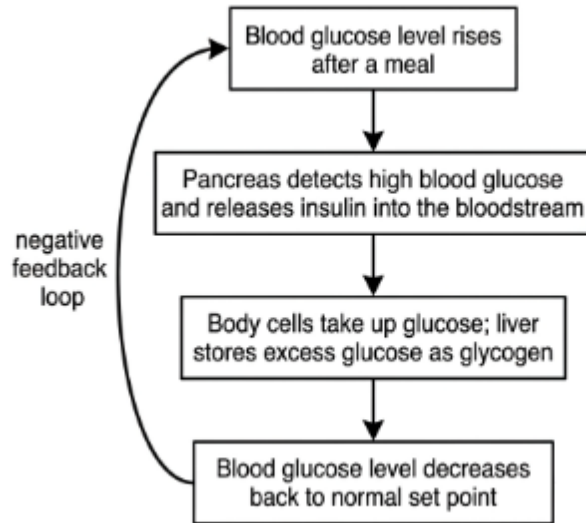 Blood glucose level rises
after a meal
Pancreas detects high blood glucose
and releases insulin into the bloodstream
negative
feedback
loop
Body cells take up glucose; liver
stores excess glucose as glycogen
Blood glucose level decreases
back to normal set point